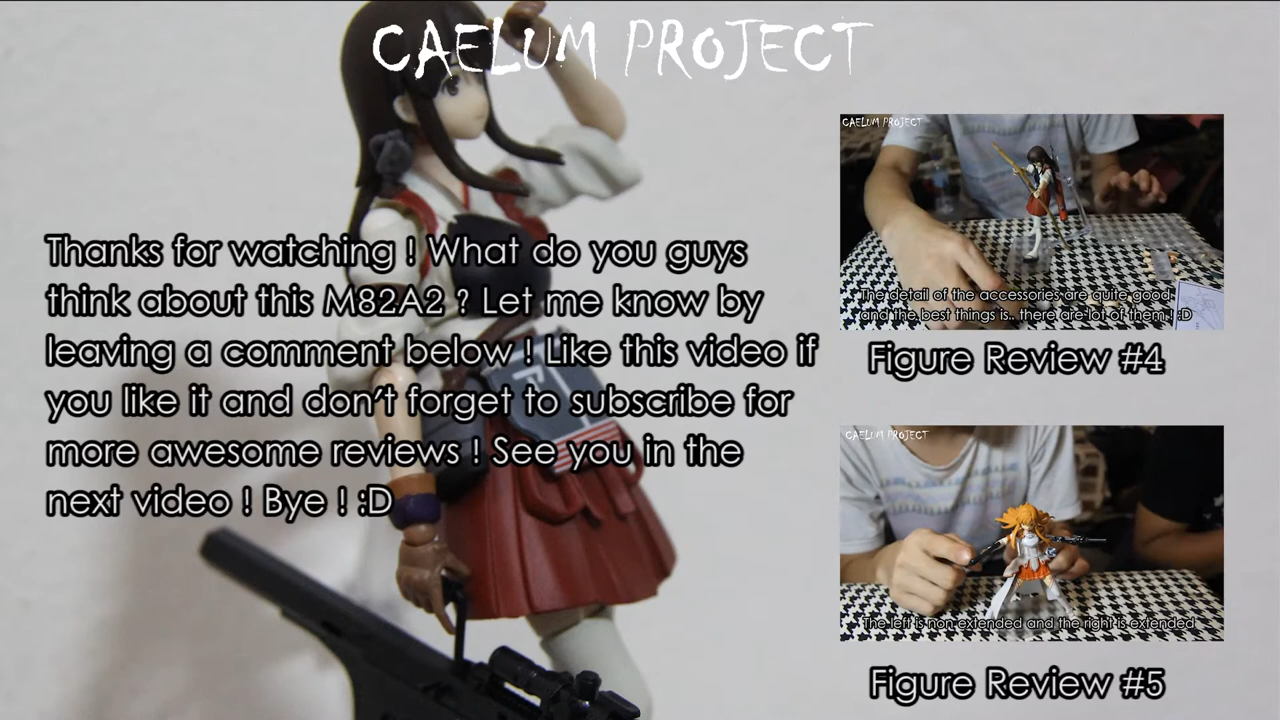 CAELUM PROJECT
Thanks for watching ! What do you guys
think about this M82A2 ? Let me know by
leaving a comment below ! Like this video if
you like it and don't forget to subscribe for
more awesome reviews ! See you in the
next video ! Bye ! :D
CAELUM PROJECT
The detail of the accessories are quite good
and the best things is.. there are lot of them ! :D
Figure Review #4
CAELUM PROJECT
The left is non extended and the right is extended
Figure Review #5